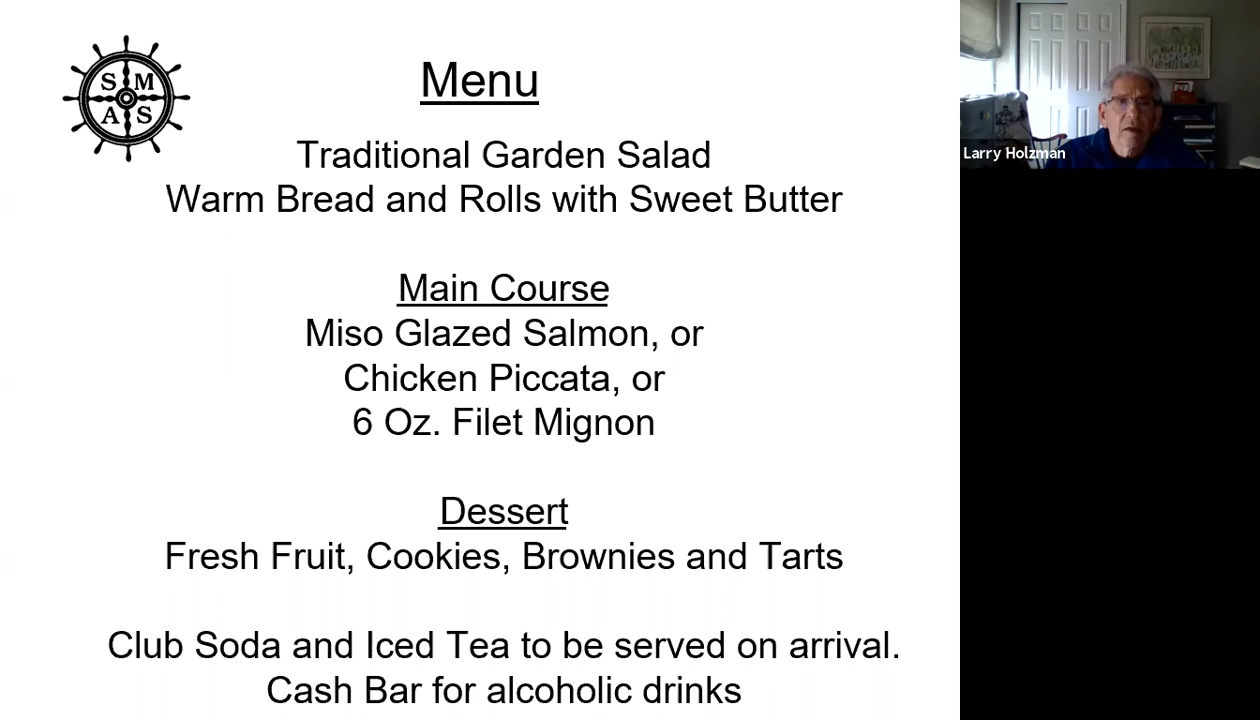 S M
A S
Menu
Traditional Garden Salad
Warm Bread and Rolls with Sweet Butter
Main Course
Miso Glazed Salmon, or
Chicken Piccata, or
6 Oz. Filet Mignon
Dessert
Fresh Fruit, Cookies, Brownies and Tarts
Club Soda and Iced Tea to be served on arrival.
Cash Bar for alcoholic drinks
Larry Holzman